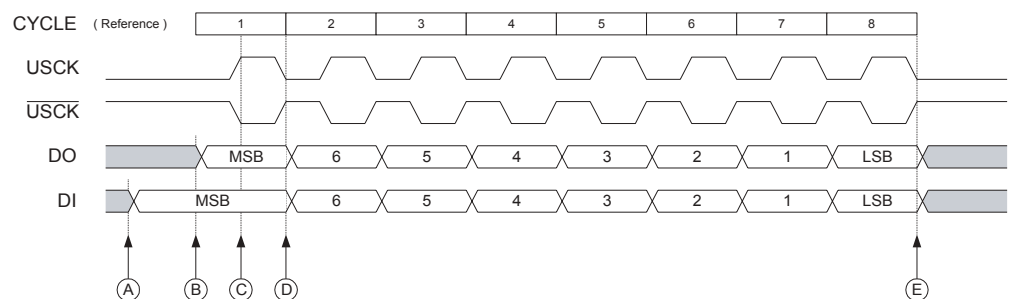 CYCLE ( Reference ) 1 2 3 4 5 6 7 8
USCK
USCK
DO MSB 6 5 4 3 2 1 LSB
DI MSB 6 5 4 3 2 1 LSB
A B C D E